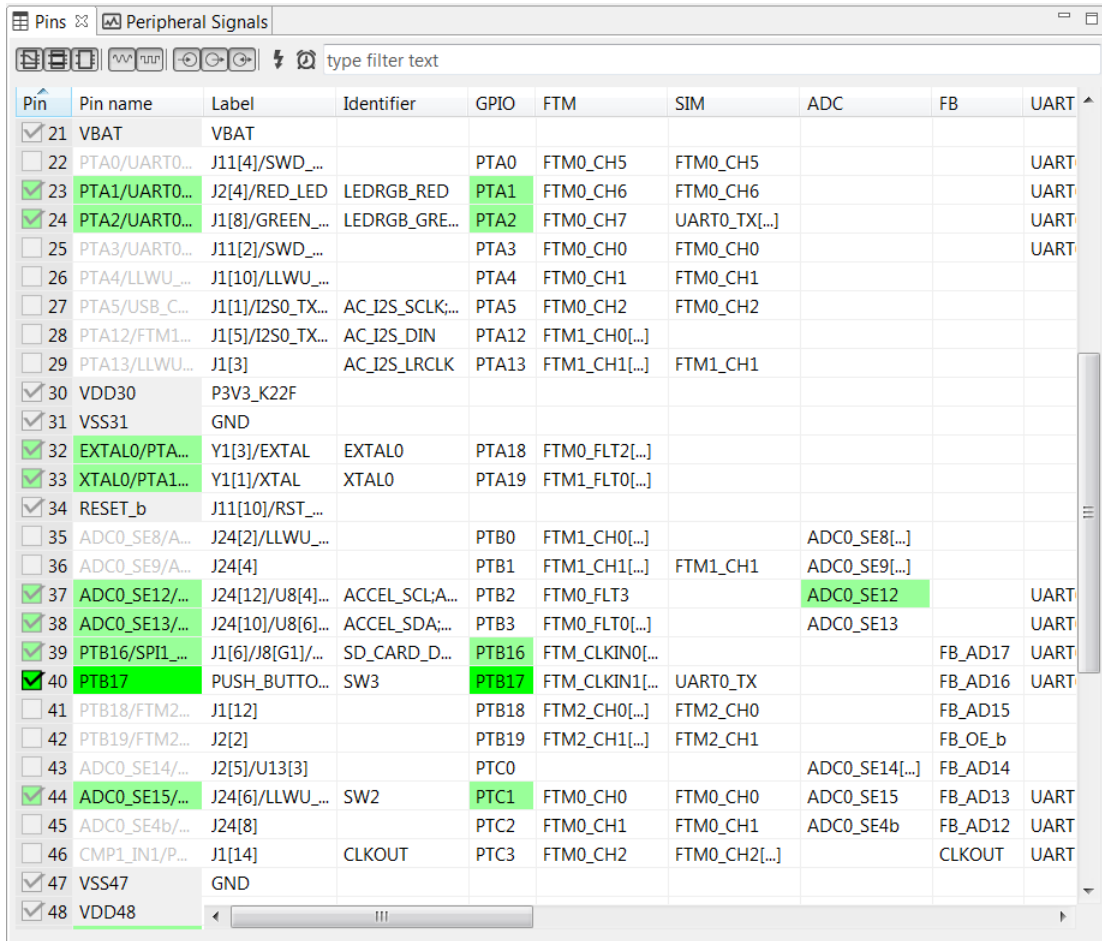 Pins Peripheral Signals
type filter text
Pin Pin name Label Identifier GPIO FTM SIM ADC FB UART
21 VBAT VBAT
22 PTA0/UART0... J11[4]/SWD_... PTA0 FTM0_CH5 FTM0_CH5 UART
23 PTA1/UART0... J2[4]/RED_LED LEDRGB_RED PTA1 FTM0_CH6 FTM0_CH6 UART
24 PTA2/UART0... J1[8]/GREEN_... LEDRGB_GRE... PTA2 FTM0_CH7 UART0_TX[...] UART
25 PTA3/UART0... J11[2]/SWD_... PTA3 FTM0_CH0 FTM0_CH0 UART
26 PTA4/LLWU_... J1[10]/LLWU_... PTA4 FTM0_CH1 FTM0_CH1
27 PTA5/USB_C... J1[1]/I2S0_TX... AC_I2S_SCLK;... PTA5 FTM0_CH2 FTM0_CH2
28 PTA12/FTM1... J1[5]/I2S0_TX... AC_I2S_DIN PTA12 FTM1_CH0[...]
29 PTA13/LLWU... J1[3] AC_I2S_LRCLK PTA13 FTM1_CH1[...] FTM1_CH1
30 VDD30 P3V3_K22F
31 VSS31 GND
32 EXTAL0/PTA... Y1[3]/EXTAL EXTAL0 PTA18 FTM0_FLT2[...]
33 XTAL0/PTA1... Y1[1]/XTAL XTAL0 PTA19 FTM1_FLT0[...]
34 RESET_b J11[10]/RST_...
35 ADC0_SE8/A... J24[2]/LLWU_... PTB0 FTM1_CH0[...] ADC0_SE8[...]
36 ADC0_SE9/A... J24[4] PTB1 FTM1_CH1[...] FTM1_CH1 ADC0_SE9[...]
37 ADC0_SE12/... J24[12]/U8[4]... ACCEL_SCL;A... PTB2 FTM0_FLT3 ADC0_SE12 UART
38 ADC0_SE13/... J24[10]/U8[6]... ACCEL_SDA;... PTB3 FTM0_FLT0[...] ADC0_SE13 UART
39 PTB16/SPI1_... J1[6]/J8[G1]/... SD_CARD_D... PTB16 FTM_CLKIN0[... FB_AD17 UART
40 PTB17 PUSH_BUTTO... SW3 PTB17 FTM_CLKIN1[... UART0_TX FB_AD16 UART
41 PTB18/FTM2... J1[12] PTB18 FTM2_CH0[...] FTM2_CH0 FB_AD15
42 PTB19/FTM2... J2[2] PTB19 FTM2_CH1[...] FTM2_CH1 FB_OE_b
43 ADC0_SE14/... J2[5]/U13[3] PTC0 ADC0_SE14[...] FB_AD14
44 ADC0_SE15/... J24[6]/LLWU_... SW2 PTC1 FTM0_CH0 FTM0_CH0 ADC0_SE15 FB_AD13 UART
45 ADC0_SE4b/... J24[8] PTC2 FTM0_CH1 FTM0_CH1 ADC0_SE4b FB_AD12 UART
46 CMP1_IN1/P... J1[14] CLKOUT PTC3 FTM0_CH2 FTM0_CH2[...] CLKOUT UART
47 VSS47 GND
48 VDD48